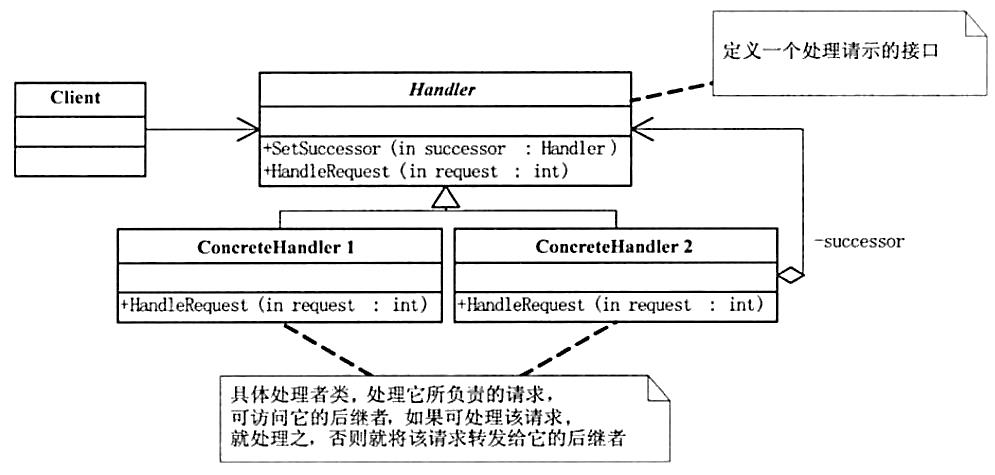 定义一个处理请示的接口
Client
Handler
+SetSuccessor (in successor : Handler)
+HandleRequest (in request : int)
ConcreteHandler 1
+HandleRequest (in request : int)
ConcreteHandler 2
+HandleRequest (in request : int)
-successor
具体处理者类，处理它所负责的请求，
可访问它的后继者，如果可处理该请求，
就处理之，否则就将该请求转发给它的后继者